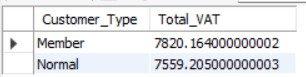 Customer_Type Total_VAT
Member 7820.164000000002
Normal 7559.205000000003